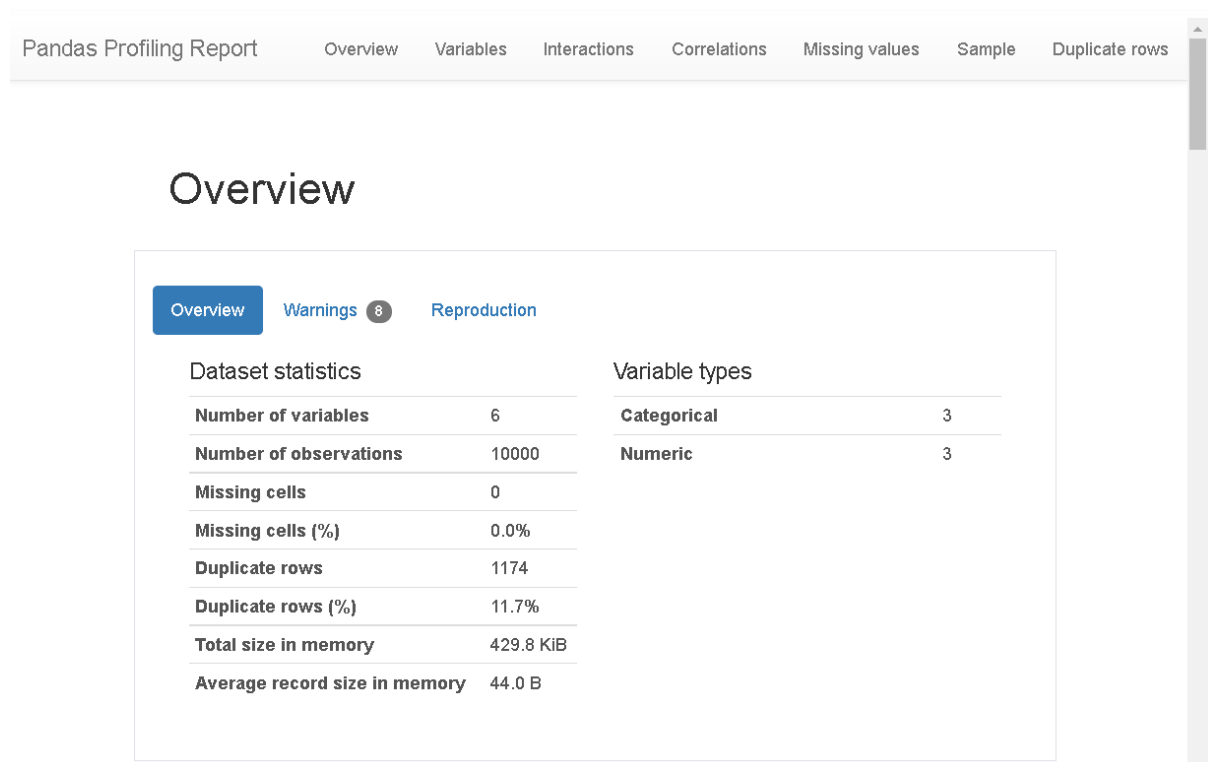 Pandas Profiling Report Overview Variables Interactions Correlations Missing values Sample Duplicate rows
Overview
Overview Warnings 8 Reproduction
Dataset statistics
Number of variables 6
Number of observations 10000
Missing cells 0
Missing cells (%) 0.0%
Duplicate rows 1174
Duplicate rows (%) 11.7%
Total size in memory 429.8 KiB
Average record size in memory 44.0 B
Variable types
Categorical 3
Numeric 3